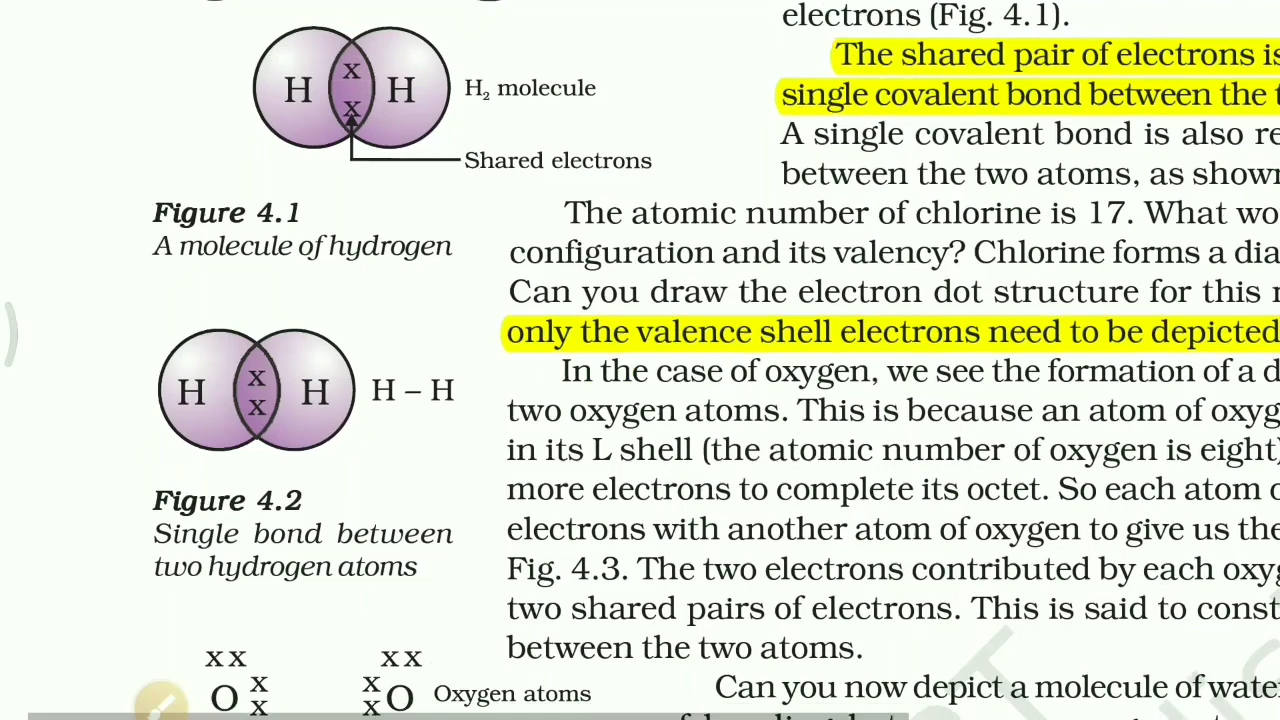 electrons (Fig. 4.1).
The shared pair of electrons is
single covalent bond between the t
A single covalent bond is also re
between the two atoms, as shown
H x x H
H₂ molecule
Shared electrons
Figure 4.1
A molecule of hydrogen
The atomic number of chlorine is 17. What wo
configuration and its valency? Chlorine forms a dia
Can you draw the electron dot structure for this
only the valence shell electrons need to be depicted
In the case of oxygen, we see the formation of a d
two oxygen atoms. This is because an atom of oxyg
in its L shell (the atomic number of oxygen is eight)
more electrons to complete its octet. So each atom o
electrons with another atom of oxygen to give us the
Fig. 4.3. The two electrons contributed by each oxyg
two shared pairs of electrons. This is said to const
between the two atoms.
H x x H H – H
Figure 4.2
Single bond between
two hydrogen atoms
xx xx
O x x x x O Oxygen atoms
Can you now depict a molecule of wate